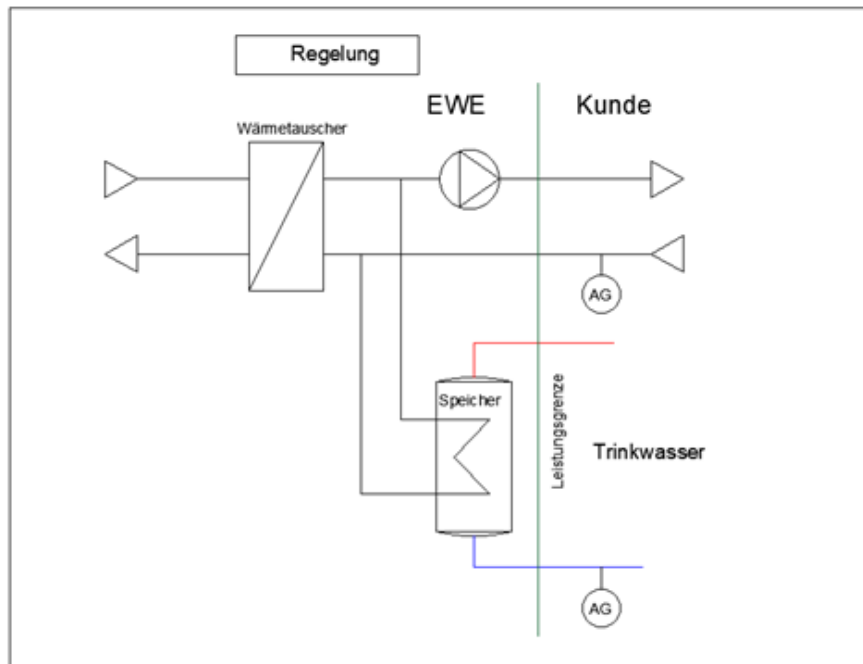 Regelung
EWE
Kunde
Wärmetauscher
AG
Speicher
Leistungsgrenze
Trinkwasser
AG